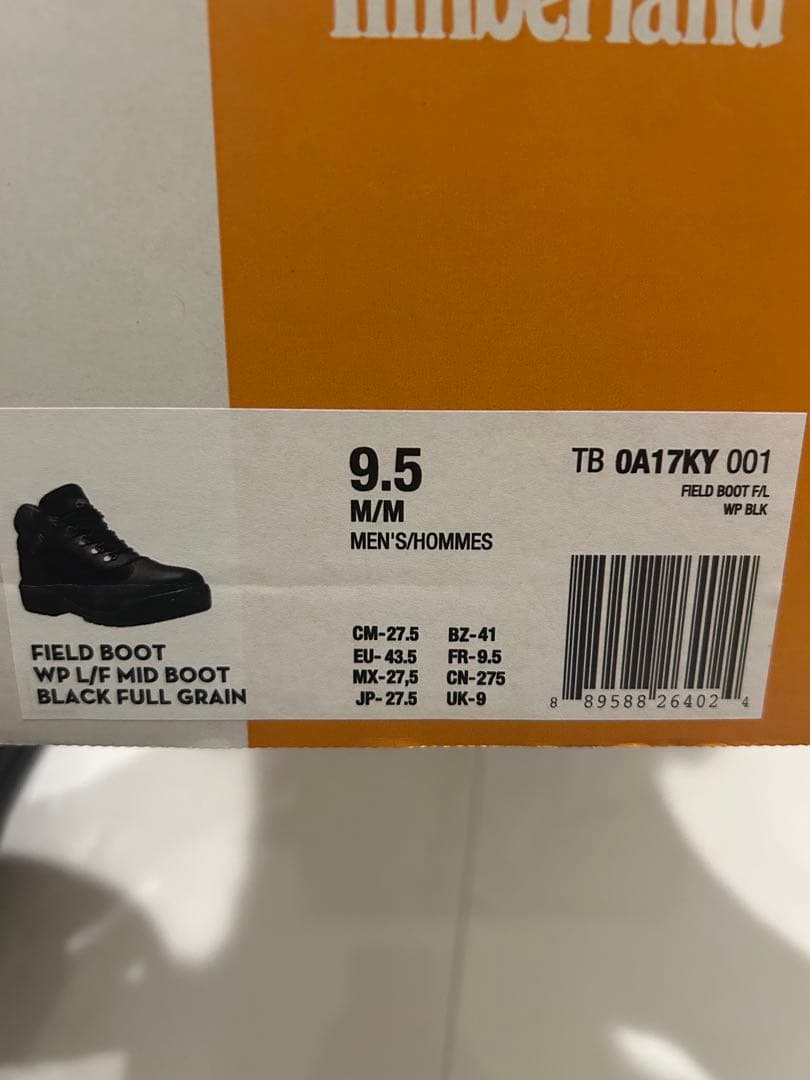 Timberland
9.5
M/M
MEN'S/HOMMES
TB 0A17KY 001
FIELD BOOT F/L
WP BLK
CM-27.5 BZ-41
EU-43.5 FR-9.5
MX-27,5 CN-275
JP-27.5 UK-9
FIELD BOOT
WP L/F MID BOOT
BLACK FULL GRAIN
8 89588 26402 4